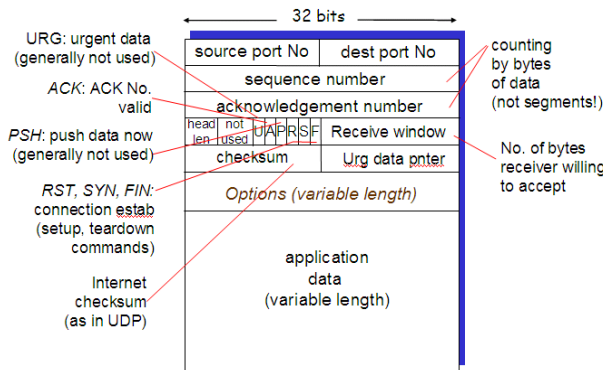 32 bits
URG: urgent data
(generally not used)
ACK: ACK No.
valid
PSH: push data now
(generally not used)
RST, SYN, FIN:
connection estab
(setup, teardown
commands)
Internet
checksum
(as in UDP)
source port No dest port No
sequence number
acknowledgement number
head
len
not
used
U A P R S F
Receive window
checksum Urg data pnter
Options (variable length)
application
data
(variable length)
counting
by bytes
of data
(not segments!)
No. of bytes
receiver willing
to accept